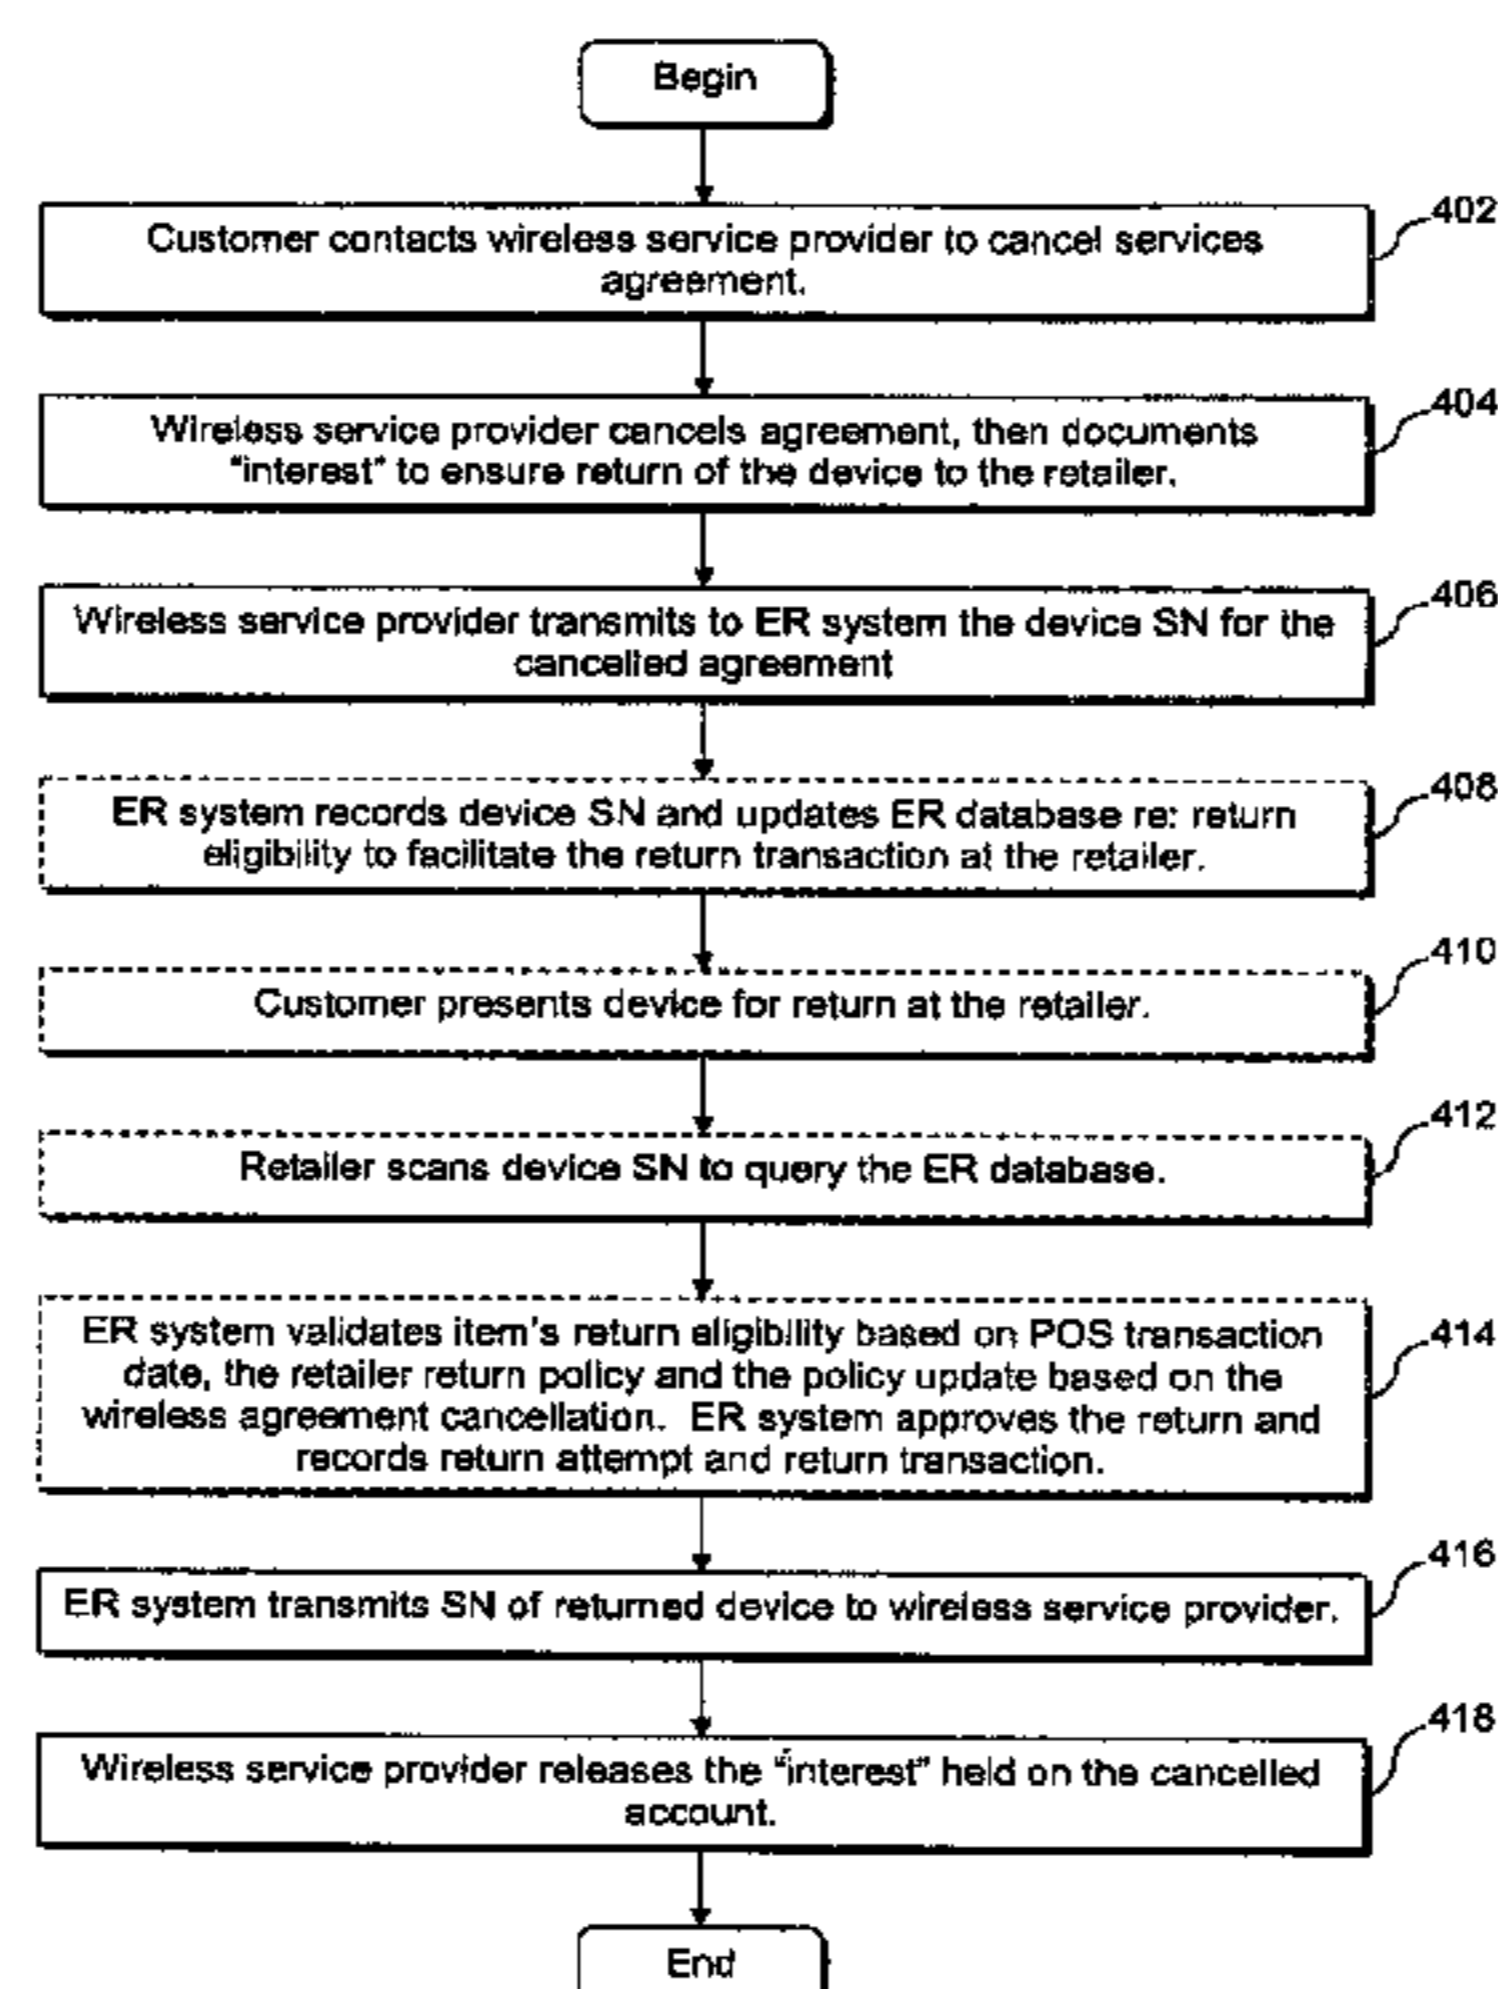 Begin
402
Customer contacts wireless service provider to cancel services
agreement.
404
Wireless service provider cancels agreement, then documents
"interest" to ensure return of the device to the retailer.
406
Wireless service provider transmits to ER system the device SN for the
cancelled agreement
408
ER system records device SN and updates ER database re: return
eligibility to facilitate the return transaction at the retailer.
410
Customer presents device for return at the retailer.
412
Retailer scans device SN to query the ER database.
414
ER system validates item's return eligibility based on POS transaction
date, the retailer return policy and the policy update based on the
wireless agreement cancellation. ER system approves the return and
records return attempt and return transaction.
416
ER system transmits SN of returned device to wireless service provider.
418
Wireless service provider releases the "interest" held on the cancelled
account.
End